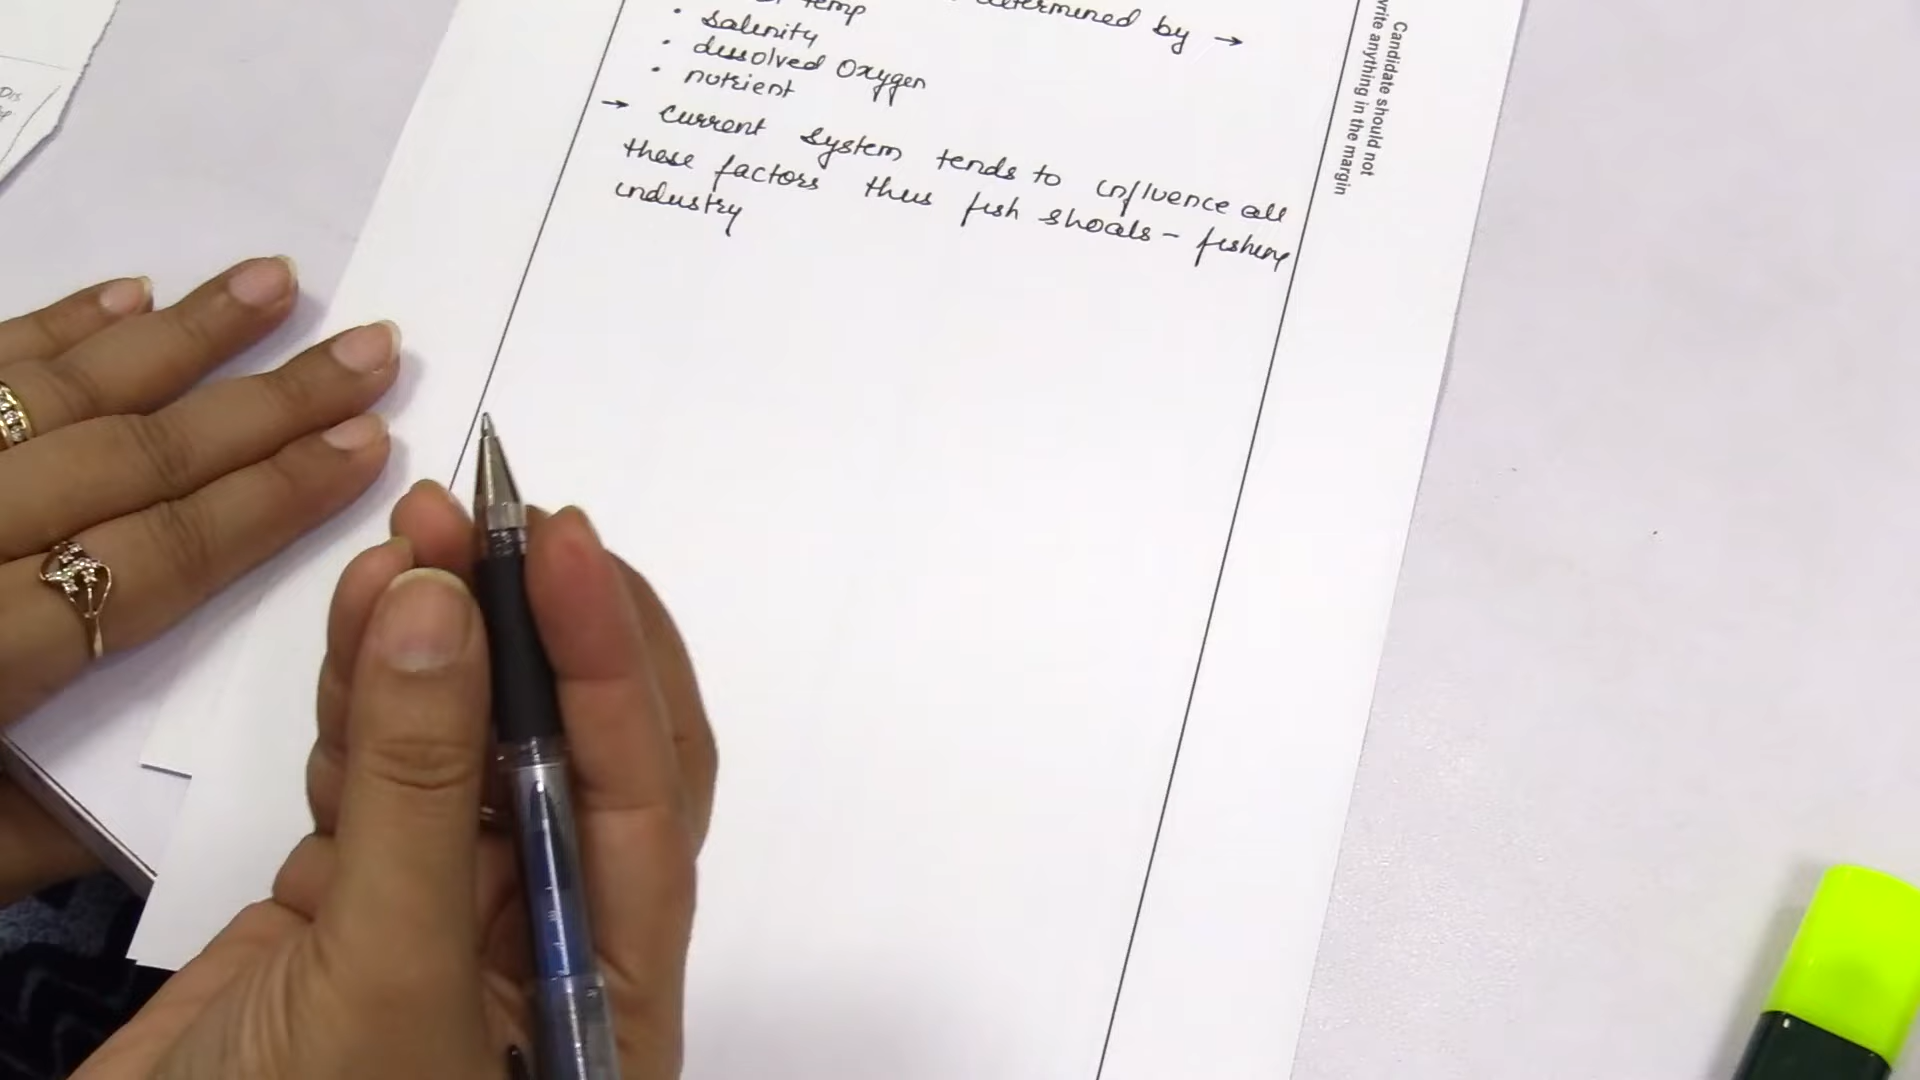 determined by →
temp
• salinity
• dissolved Oxygen
• nutrient
→ Current system tends to influence all
these factors thus fish shoals - fishing
industry
Candidate should not
write anything in the margin